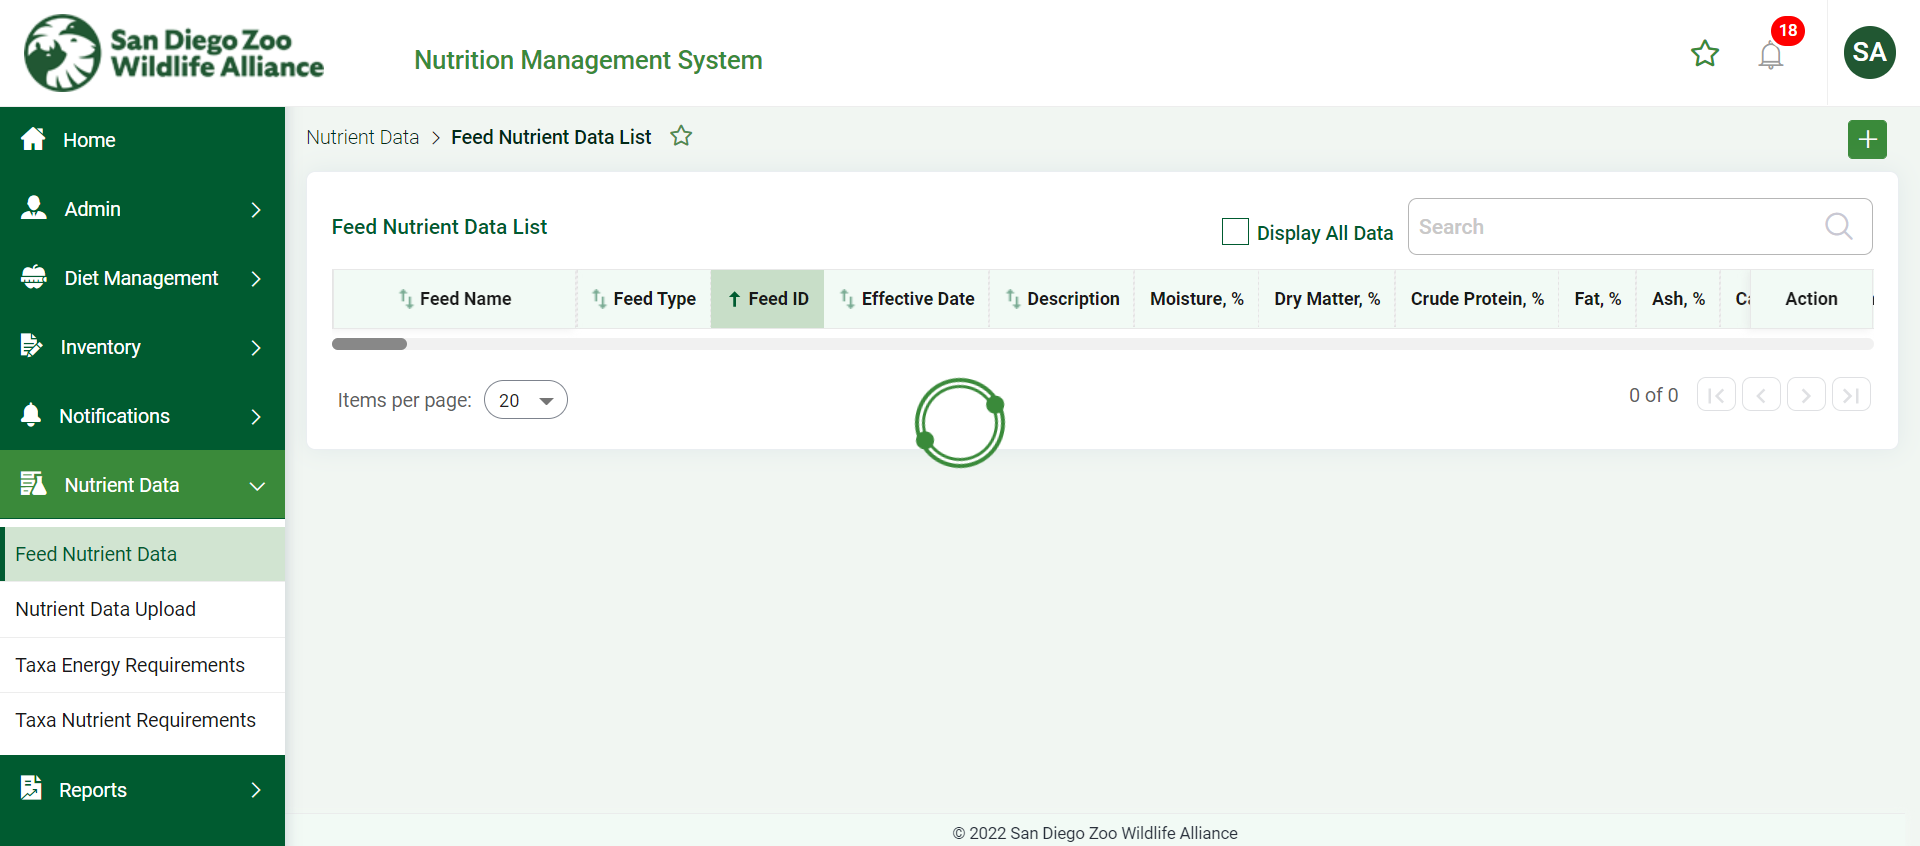 San Diego Zoo
Wildlife Alliance
Nutrition Management System
18
SA
Home
Admin
Diet Management
Inventory
Notifications
Nutrient Data
Feed Nutrient Data
Nutrient Data Upload
Taxa Energy Requirements
Taxa Nutrient Requirements
Reports
Nutrient Data > Feed Nutrient Data List
Feed Nutrient Data List
Display All Data
Search
Feed Name Feed Type Feed ID Effective Date Description Moisture, % Dry Matter, % Crude Protein, % Fat, % Ash, % Action
Items per page: 20
0 of 0
© 2022 San Diego Zoo Wildlife Alliance